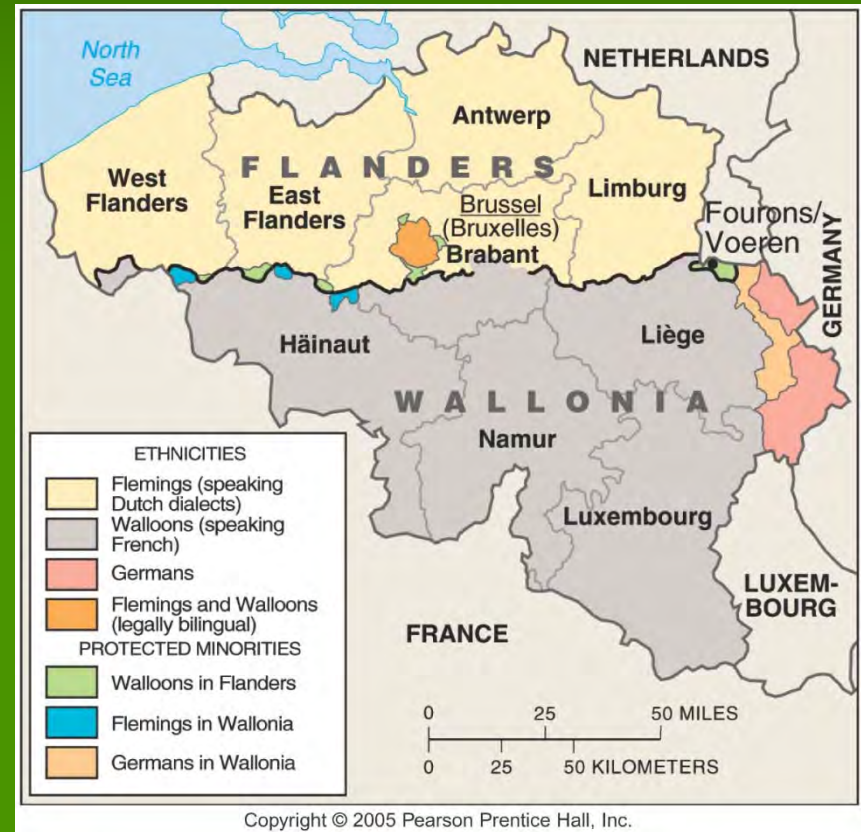 North
Sea
NETHERLANDS
Antwerp
FLANDERS
West
Flanders
East
Flanders
Limburg
Brussel
(Bruxelles)
Brabant
Fourons/
Voeren
GERMANY
Häinaut
Liège
WALLONIA
Namur
Luxembourg
LUXEM-
BOURG
FRANCE
ETHNICITIES
Flemings (speaking
Dutch dialects)
Walloons (speaking
French)
Germans
Flemings and Walloons
(legally bilingual)
PROTECTED MINORITIES
Walloons in Flanders
Flemings in Wallonia
Germans in Wallonia
0 25 50 MILES
0 25 50 KILOMETERS
Copyright © 2005 Pearson Prentice Hall, Inc.